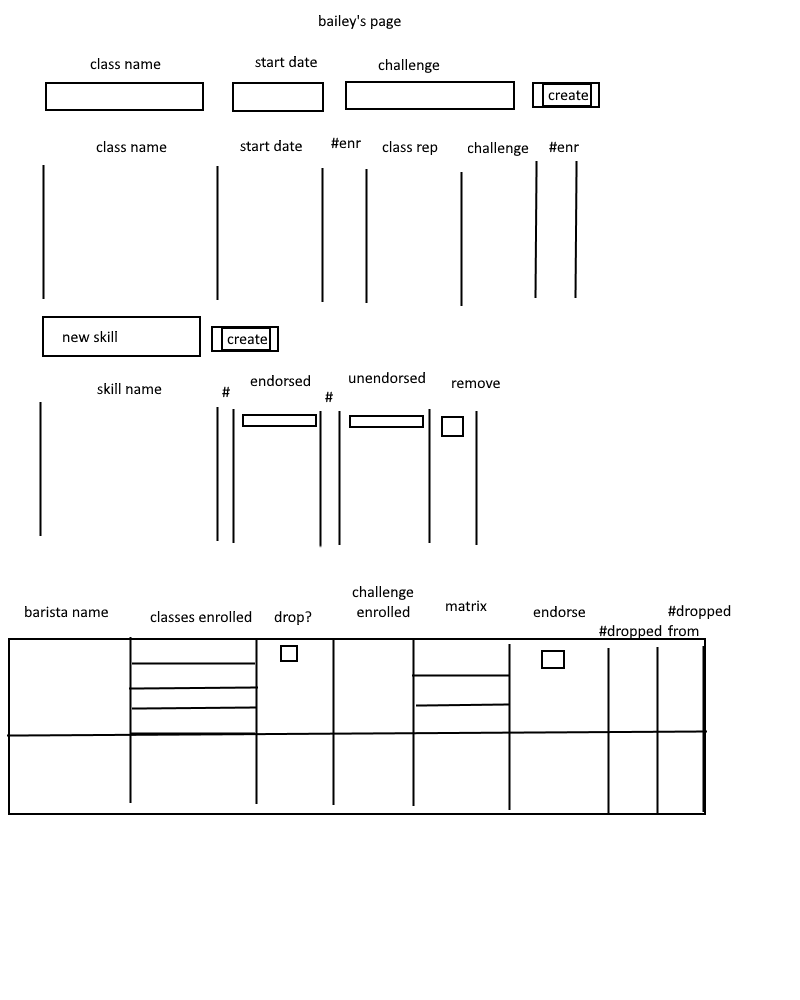 bailey's page
class name start date challenge
create
class name start date #enr class rep challenge #enr
new skill create
skill name # endorsed # unendorsed remove
barista name classes enrolled drop? challenge
enrolled matrix endorse #dropped #dropped
from